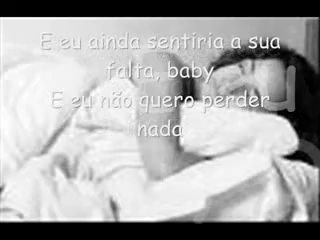 E eu ainda sentiria a sua
falta, baby
E eu não quero perder
nada